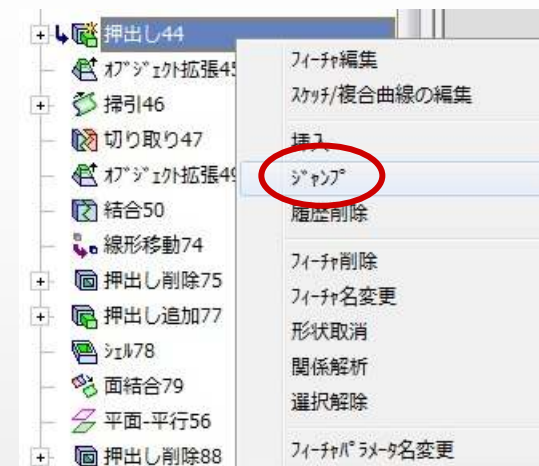 押出し44
ｵﾌﾞｼﾞｪｸﾄ拡張4
掃引46
切り取り47
ｵﾌﾞｼﾞｪｸﾄ拡張49
結合50
線形移動74
押出し削除75
押出し追加77
ｼｪﾙ78
面結合79
平面-平行56
押出し削除88
ﾌｨｰﾁｬ編集
ｽｹｯﾁ/複合曲線の編集
挿入
ｼﾞｬﾝﾌﾟ
履歴削除
ﾌｨｰﾁｬ削除
ﾌｨｰﾁｬ名変更
形状取消
関係解析
選択解除
ﾌｨｰﾁｬﾊﾟﾗﾒｰﾀ名変更